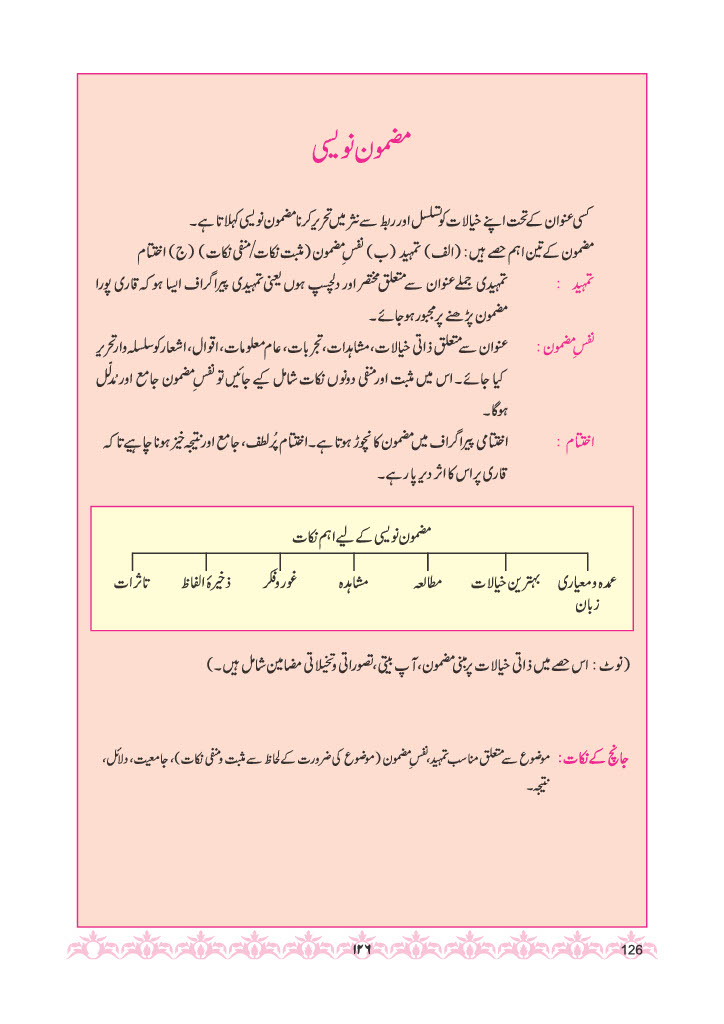 مضمون نویسی
کسی عنوان کے تحت اپنے خیالات کو تسلسل اور ربط سے نثر میں تحریر کرنا مضمون نویسی کہلاتا ہے۔
مضمون کے تین اہم حصے ہیں: (الف) تمہید (ب) نفسِ مضمون (مثبت نکات/منفی نکات) (ج) اختتام
تمہید : تمہیدی جملے عنوان سے متعلق مختصر اور دلچسپ ہوں یعنی تمہیدی پیراگراف ایسا ہو کہ قاری پورا
مضمون پڑھنے پر مجبور ہو جائے۔
نفسِ مضمون : عنوان سے متعلق ذاتی خیالات، مشاہدات، تجربات، عام معلومات، اقوال، اشعار کو سلسلہ وار تحریر
کیا جائے۔ اس میں مثبت اور منفی دونوں نکات شامل کیے جائیں تو نفسِ مضمون جامع اور مُدلّل
ہوگا۔
اختتام : اختتامی پیراگراف میں مضمون کا نچوڑ ہوتا ہے۔ اختتام پُر لطف، جامع اور نتیجہ خیز ہونا چاہیے تاکہ
قاری پر اس کا اثر دیر پا رہے۔
مضمون نویسی کے لیے اہم نکات
عمدہ و معیاری بہترین خیالات مطالعہ مشاہدہ غور و فکر ذخیرۂ الفاظ تاثرات
زبان
(نوٹ : اس حصے میں ذاتی خیالات پر مبنی مضمون، آپ بیتی، تصوراتی و تخیلاتی مضامین شامل ہیں۔)
جانچ کے نکات : موضوع سے متعلق مناسب تمہید، نفسِ مضمون (موضوع کی ضرورت کے لحاظ سے مثبت و منفی نکات)، جامعیت، دلائل،
نتیجہ۔
۱۲۶
126